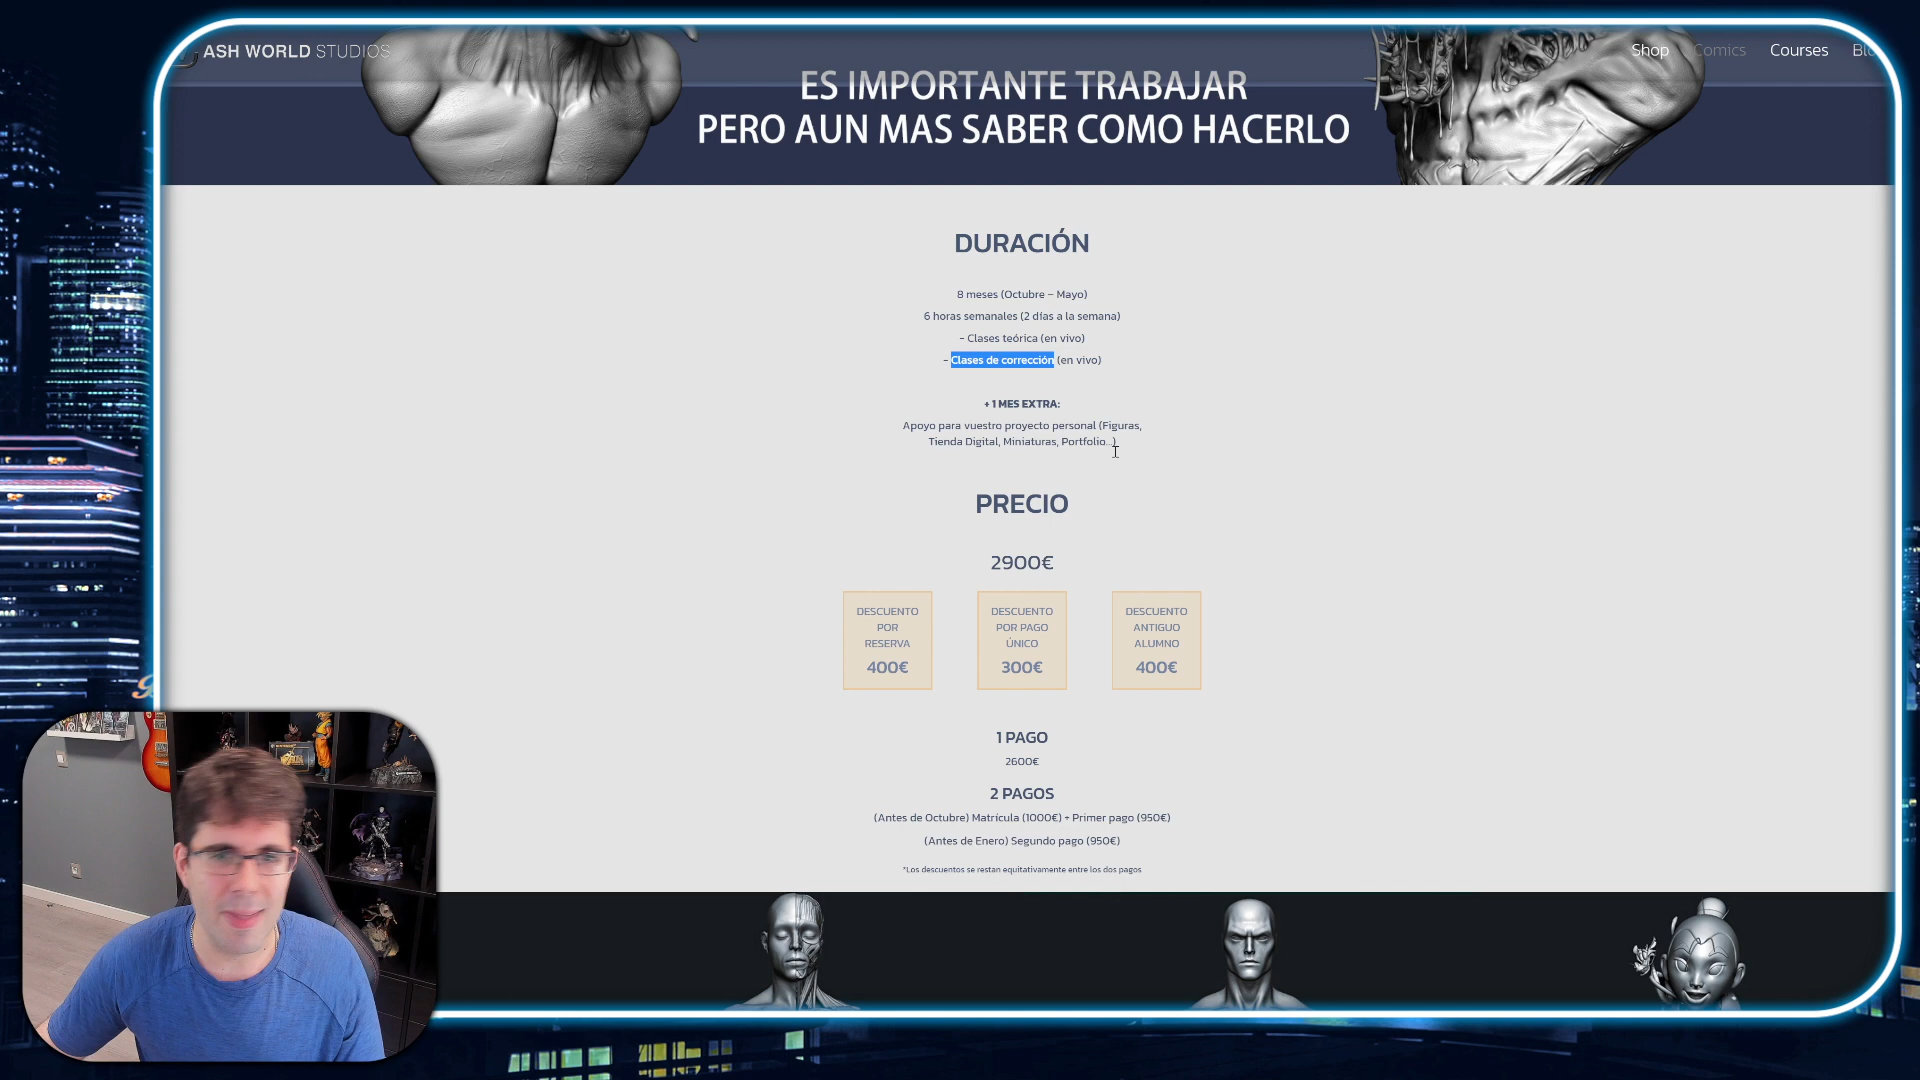 ASH WORLD STUDIOS
Shop Comics Courses
ES IMPORTANTE TRABAJAR
PERO AUN MAS SABER COMO HACERLO
DURACIÓN
8 meses (Octubre – Mayo)
6 horas semanales (2 días a la semana)
- Clases teórica (en vivo)
- Clases de corrección (en vivo)
+ 1 MES EXTRA:
Apoyo para vuestro proyecto personal (Figuras,
Tienda Digital, Miniaturas, Portfolio...)
PRECIO
2900€
DESCUENTO
POR
RESERVA
400€
DESCUENTO
POR PAGO
ÚNICO
300€
DESCUENTO
ANTIGUO
ALUMNO
400€
1 PAGO
2600€
2 PAGOS
(Antes de Octubre) Matrícula (1000€) + Primer pago (950€)
(Antes de Enero) Segundo pago (950€)
*Los descuentos se restan equitativamente entre los dos pagos